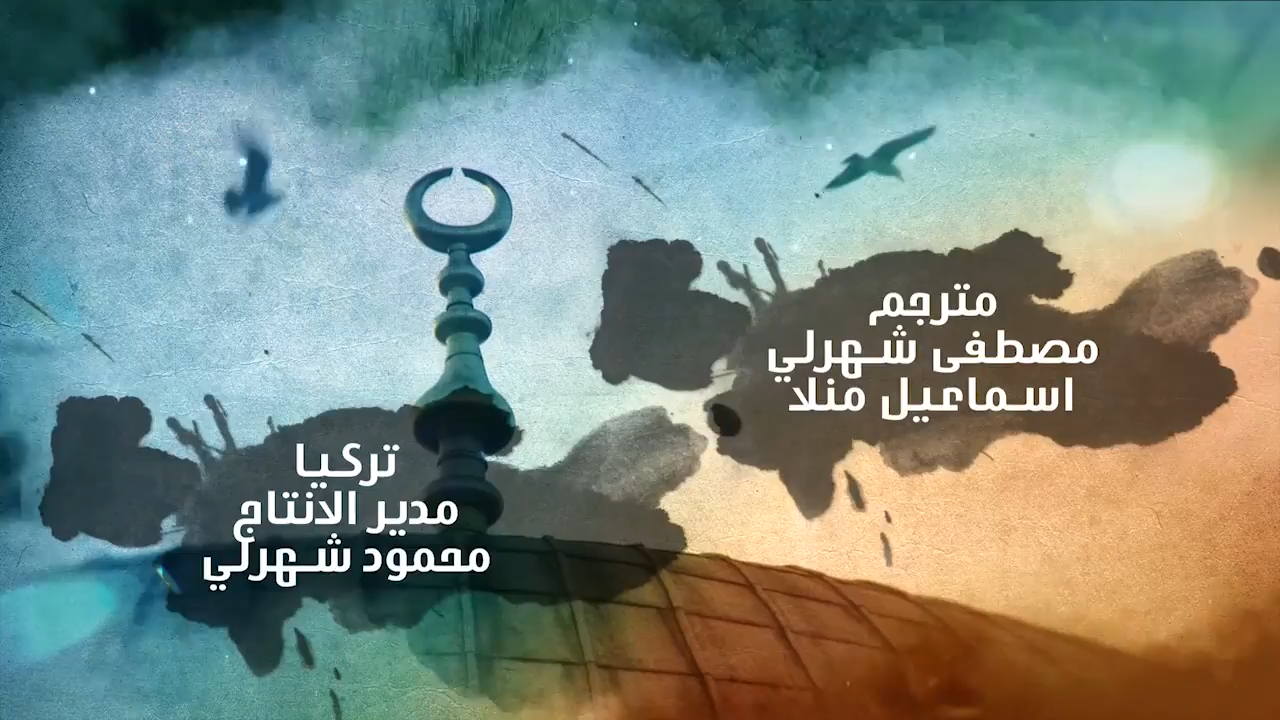 مترجم
مصطفى شهرلي
اسماعيل منلا
تركيا
مدير الانتاج
محمود شهرلي